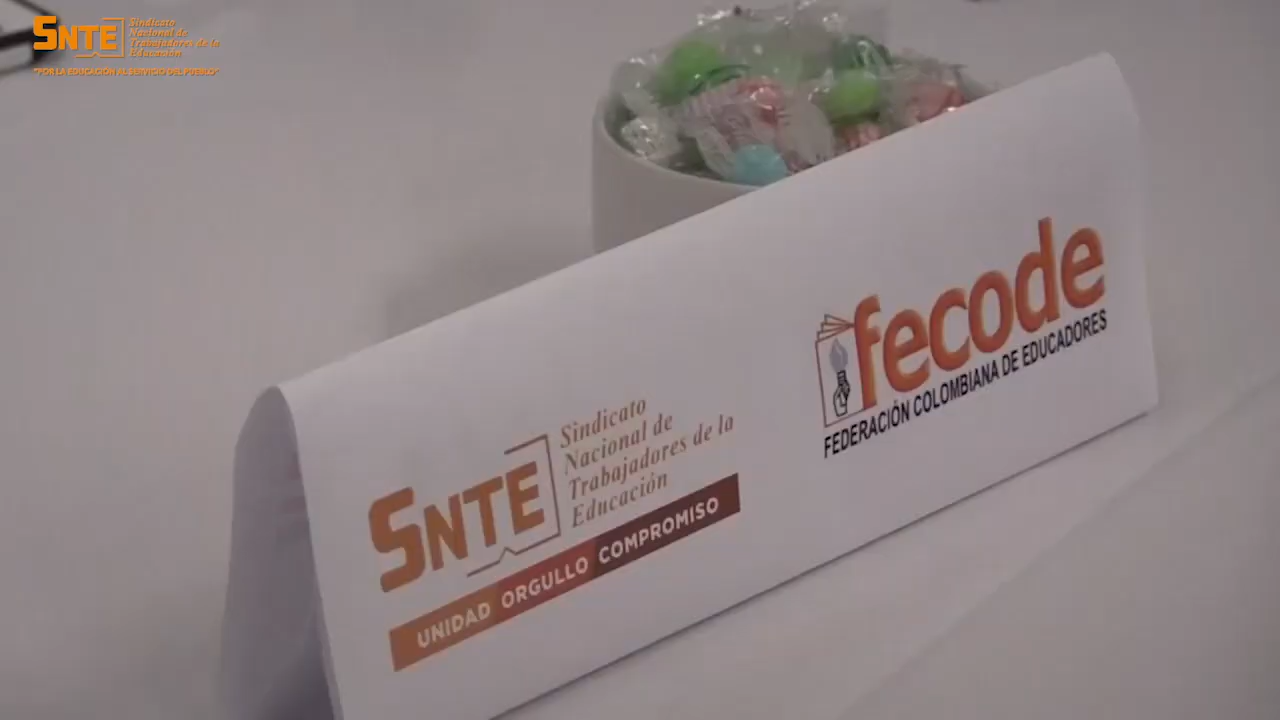 SNTE
Sindicato
Nacional de
Trabajadores de la
Educación
"POR LA EDUCACIÓN AL SERVICIO DEL PUEBLO"
fecode
FEDERACIÓN COLOMBIANA DE EDUCADORES
SNTE
Sindicato
Nacional de
Trabajadores de la
Educación
UNIDAD ORGULLO COMPROMISO